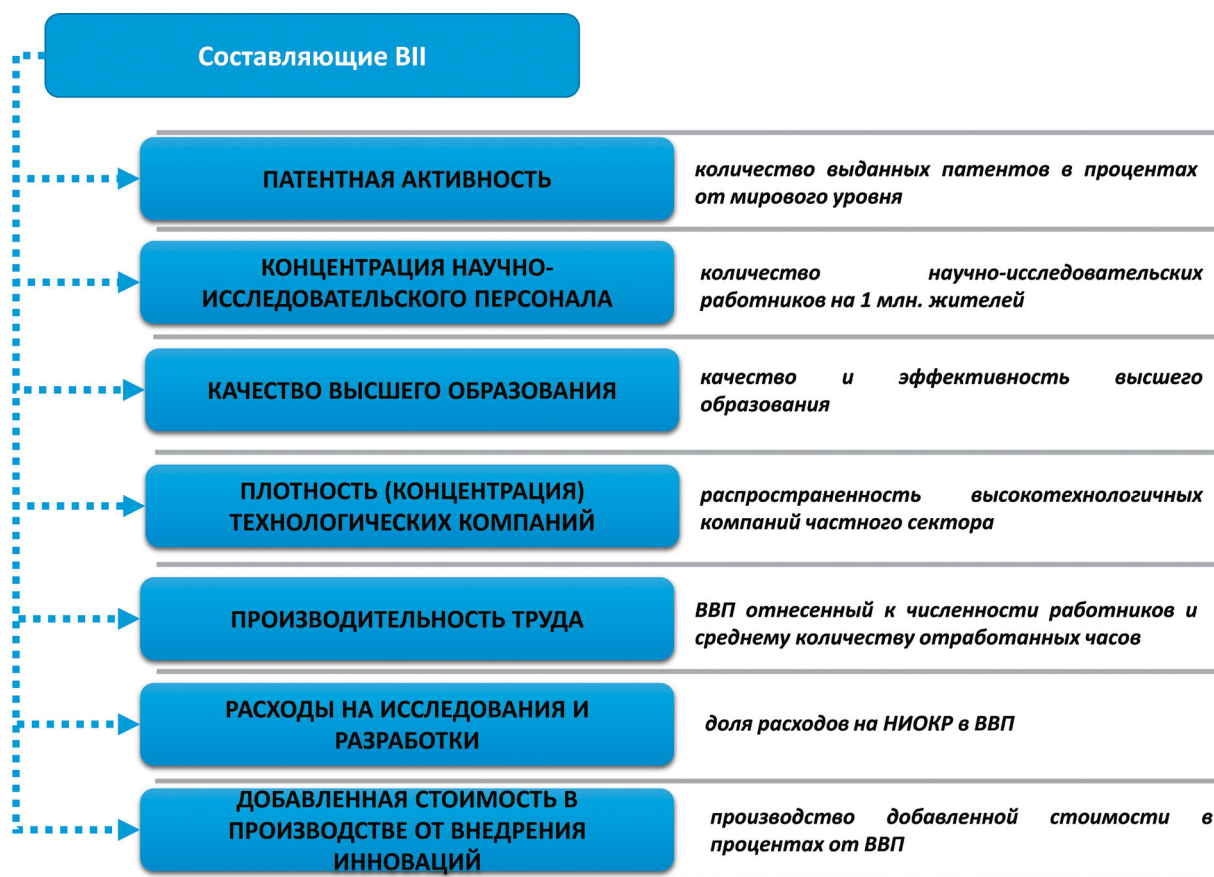 Составляющие BII
ПАТЕНТНАЯ АКТИВНОСТЬ
количество выданных патентов в процентах
от мирового уровня
КОНЦЕНТРАЦИЯ НАУЧНО-
ИССЛЕДОВАТЕЛЬСКОГО ПЕРСОНАЛА
количество научно-исследовательских
работников на 1 млн. жителей
КАЧЕСТВО ВЫСШЕГО ОБРАЗОВАНИЯ
качество и эффективность высшего
образования
ПЛОТНОСТЬ (КОНЦЕНТРАЦИЯ)
ТЕХНОЛОГИЧЕСКИХ КОМПАНИЙ
распространенность высокотехнологичных
компаний частного сектора
ПРОИЗВОДИТЕЛЬНОСТЬ ТРУДА
ВВП отнесенный к численности работников и
среднему количеству отработанных часов
РАСХОДЫ НА ИССЛЕДОВАНИЯ И
РАЗРАБОТКИ
доля расходов на НИОКР в ВВП
ДОБАВЛЕННАЯ СТОИМОСТЬ В
ПРОИЗВОДСТВЕ ОТ ВНЕДРЕНИЯ
ИННОВАЦИЙ
производство добавленной стоимости в
процентах от ВВП